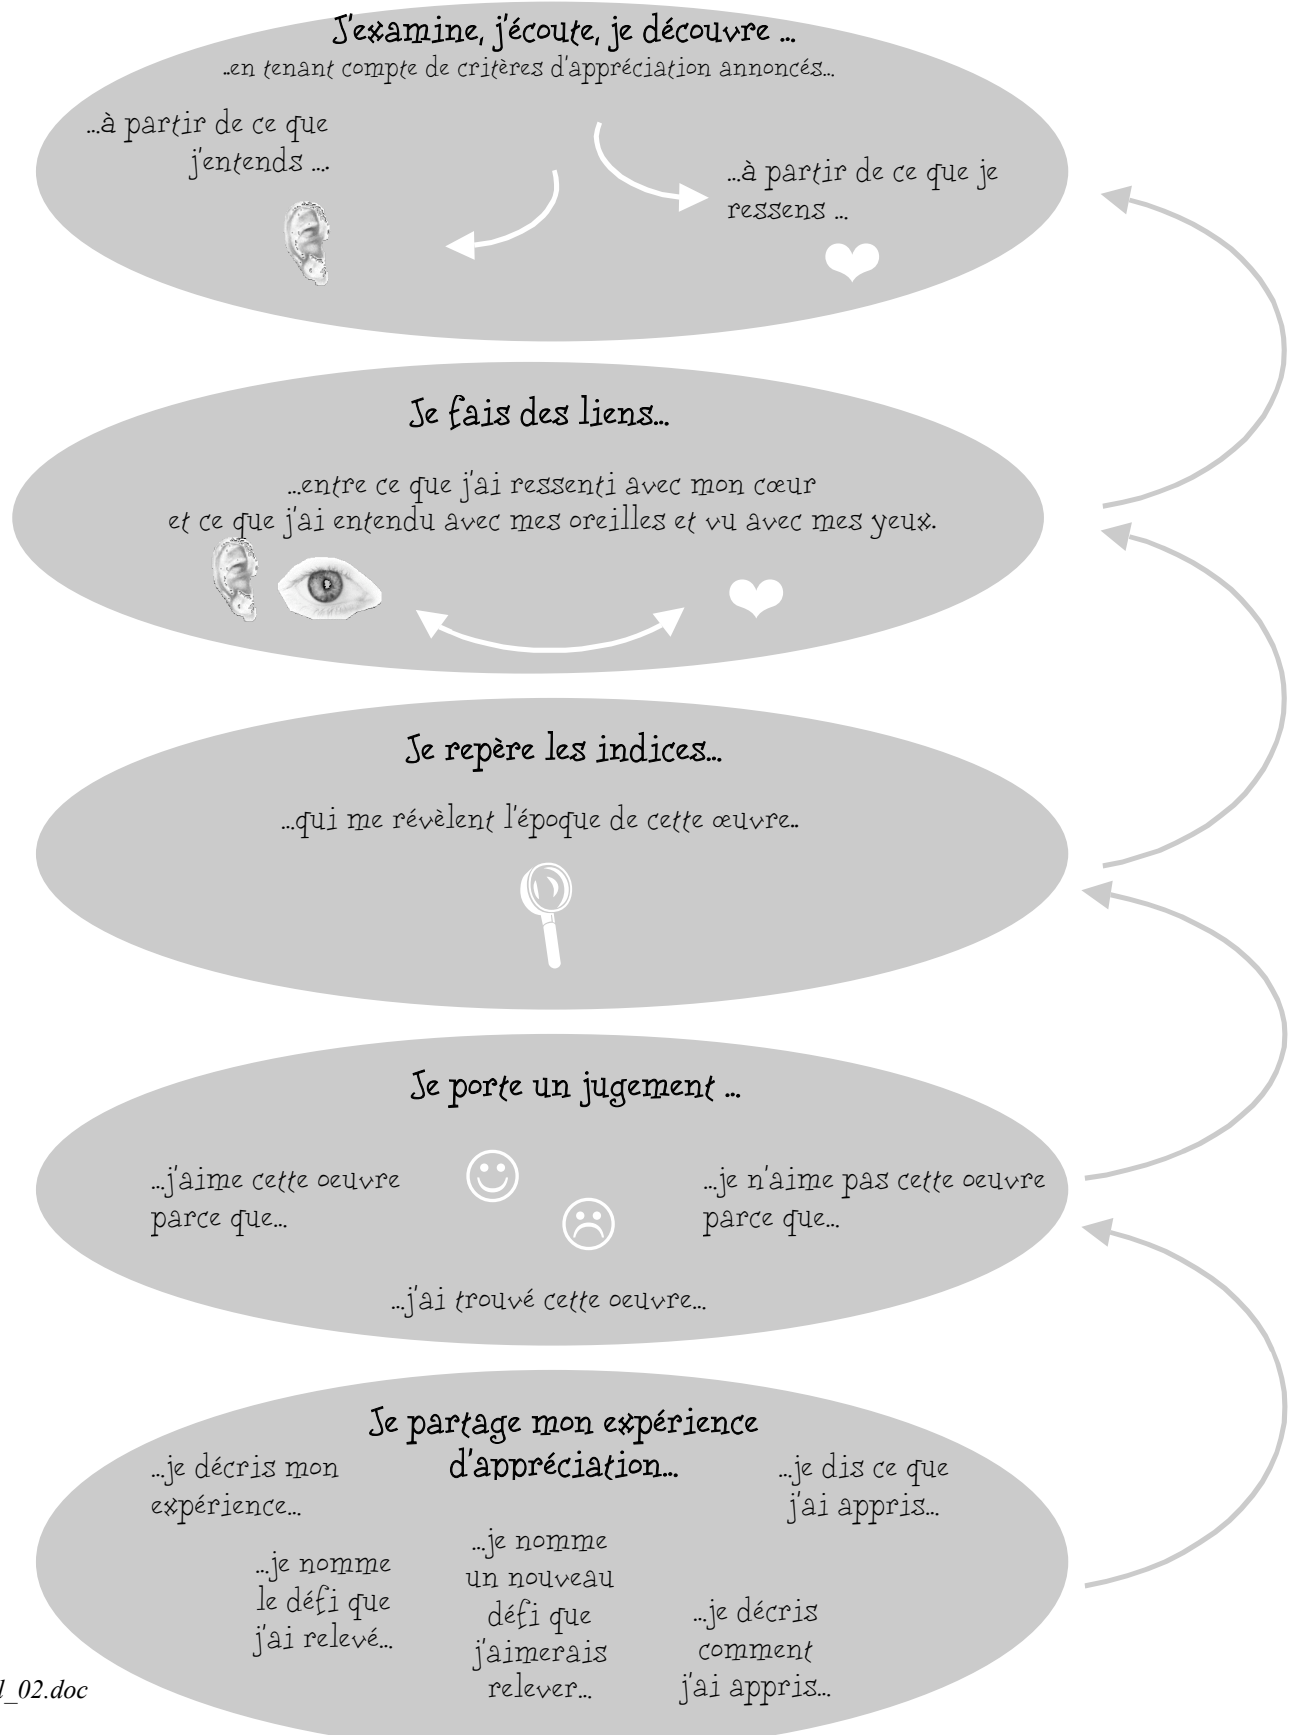 J'examine, j'écoute, je découvre ...
..en tenant compte de critères d'appréciation annoncés...
...à partir de ce que
j'entends ....
...à partir de ce que je
ressens ...
Je fais des liens...
...entre ce que j'ai ressenti avec mon cœur
et ce que j'ai entendu avec mes oreilles et vu avec mes yeux.
Je repère les indices...
...qui me révèlent l'époque de cette œuvre..
Je porte un jugement ...
...j'aime cette oeuvre
parce que...
...je n'aime pas cette oeuvre
parce que...
...j'ai trouvé cette oeuvre...
Je partage mon expérience
d'appréciation...
...je décris mon
expérience...
...je nomme
le défi que
j'ai relevé...
...je nomme
un nouveau
défi que
j'aimerais
relever...
...je dis ce que
j'ai appris...
...je décris
comment
j'ai appris...
l_02.doc